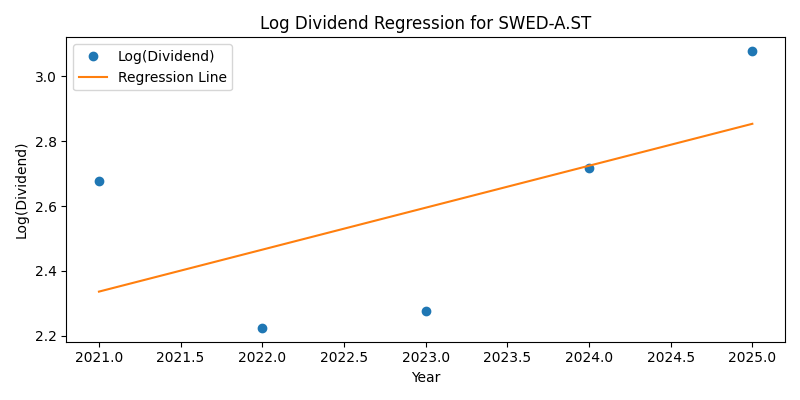 Log Dividend Regression for SWED-A.ST
Log(Dividend)
Regression Line
Log(Dividend)
3.0
2.8
2.6
2.4
2.2
2021.0 2021.5 2022.0 2022.5 2023.0 2023.5 2024.0 2024.5 2025.0
Year